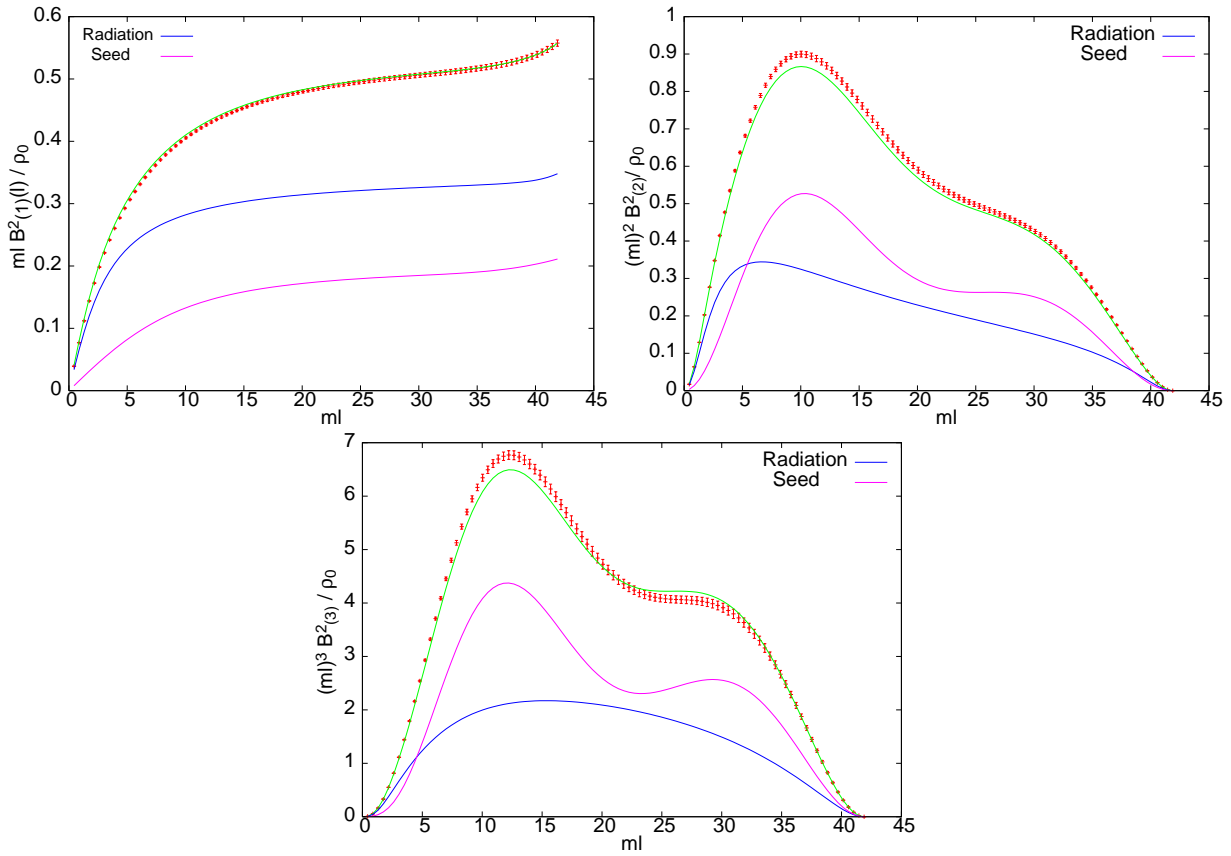 0.6
0.5
0.4
0.3
0.2
0.1
0
0 5 10 15 20 25 30 35 40 45
ml B²(1)(l) / ρ0
ml
Radiation
Seed
1
0.9
0.8
0.7
0.6
0.5
0.4
0.3
0.2
0.1
0
0 5 10 15 20 25 30 35 40 45
(ml)² B²(2)/ ρ0
ml
Radiation
Seed
7
6
5
4
3
2
1
0
0 5 10 15 20 25 30 35 40 45
(ml)³ B²(3) / ρ0
ml
Radiation
Seed